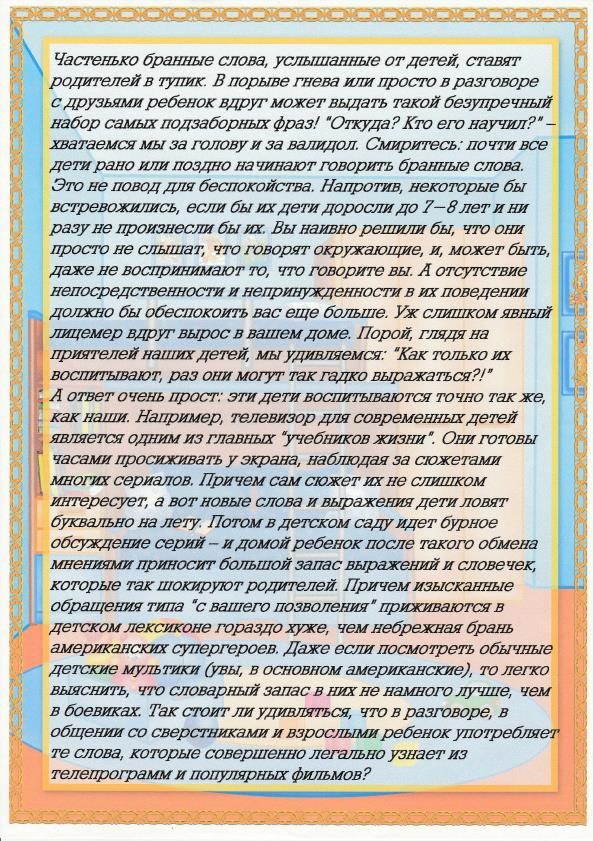 Частенько бранные слова, услышанные от детей, ставят
родителей в тупик. В порыве гнева или просто в разговоре
с друзьями ребенок вдруг может выдать такой безупречный
набор самых подзаборных фраз! "Откуда? Кто его научил?" –
хватаемся мы за голову и за валидол. Смиритесь: почти все
дети рано или поздно начинают говорить бранные слова.
Это не повод для беспокойства. Напротив, некоторые бы
встревожились, если бы их дети доросли до 7–8 лет и ни
разу не произнесли бы их. Вы наивно решили бы, что они
просто не слышат, что говорят окружающие, и, может быть,
даже не воспринимают то, что говорите вы. А отсутствие
непосредственности и непринужденности в их поведении
должно бы обеспокоить вас еще больше. Уж слишком явный
лицемер вдруг вырос в вашем доме. Порой, глядя на
приятелей наших детей, мы удивляемся: "Как только их
воспитывают, раз они могут так гадко выражаться?!"
А ответ очень прост: эти дети воспитываются точно так же,
как наши. Например, телевизор для современных детей
является одним из главных "учебников жизни". Они готовы
часами просиживать у экрана, наблюдая за сюжетами
многих сериалов. Причем сам сюжет их не слишком
интересует, а вот новые слова и выражения дети ловят
буквально на лету. Потом в детском саду идет бурное
обсуждение серий – и домой ребенок после такого обмена
мнениями приносит большой запас выражений и словечек,
которые так шокируют родителей. Причем изысканные
обращения типа "с вашего позволения" приживаются в
детском лексиконе гораздо хуже, чем небрежная брань
американских супергероев. Даже если посмотреть обычные
детские мультики (увы, в основном американские), то легко
выяснить, что словарный запас в них не намного лучше, чем
в боевиках. Так стоит ли удивляться, что в разговоре, в
общении со сверстниками и взрослыми ребенок употребляет
те слова, которые совершенно легально узнает из
телепрограмм и популярных фильмов?